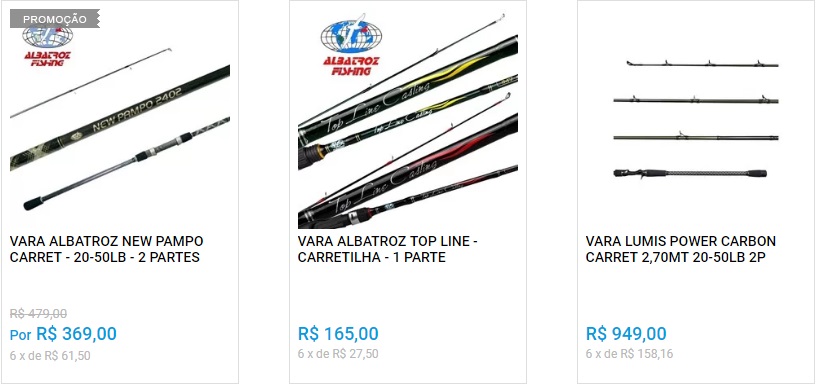 PROMOÇÃO
ALBATROZ
FISHING
NEW PAMPO 2402
VARA ALBATROZ NEW PAMPO
CARRET - 20-50LB - 2 PARTES
R$ 479,00
Por R$ 369,00
6 x de R$ 61,50
ALBATROZ
FISHING
Top Line Casting
Top Line Casting
Top Line Casting
VARA ALBATROZ TOP LINE -
CARRETILHA - 1 PARTE
R$ 165,00
6 x de R$ 27,50
VARA LUMIS POWER CARBON
CARRET 2,70MT 20-50LB 2P
R$ 949,00
6 x de R$ 158,16